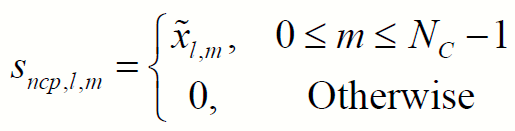 s_{ncp,l,m} = { x̃_{l,m}, 0 ≤ m ≤ N_C − 1
0, Otherwise